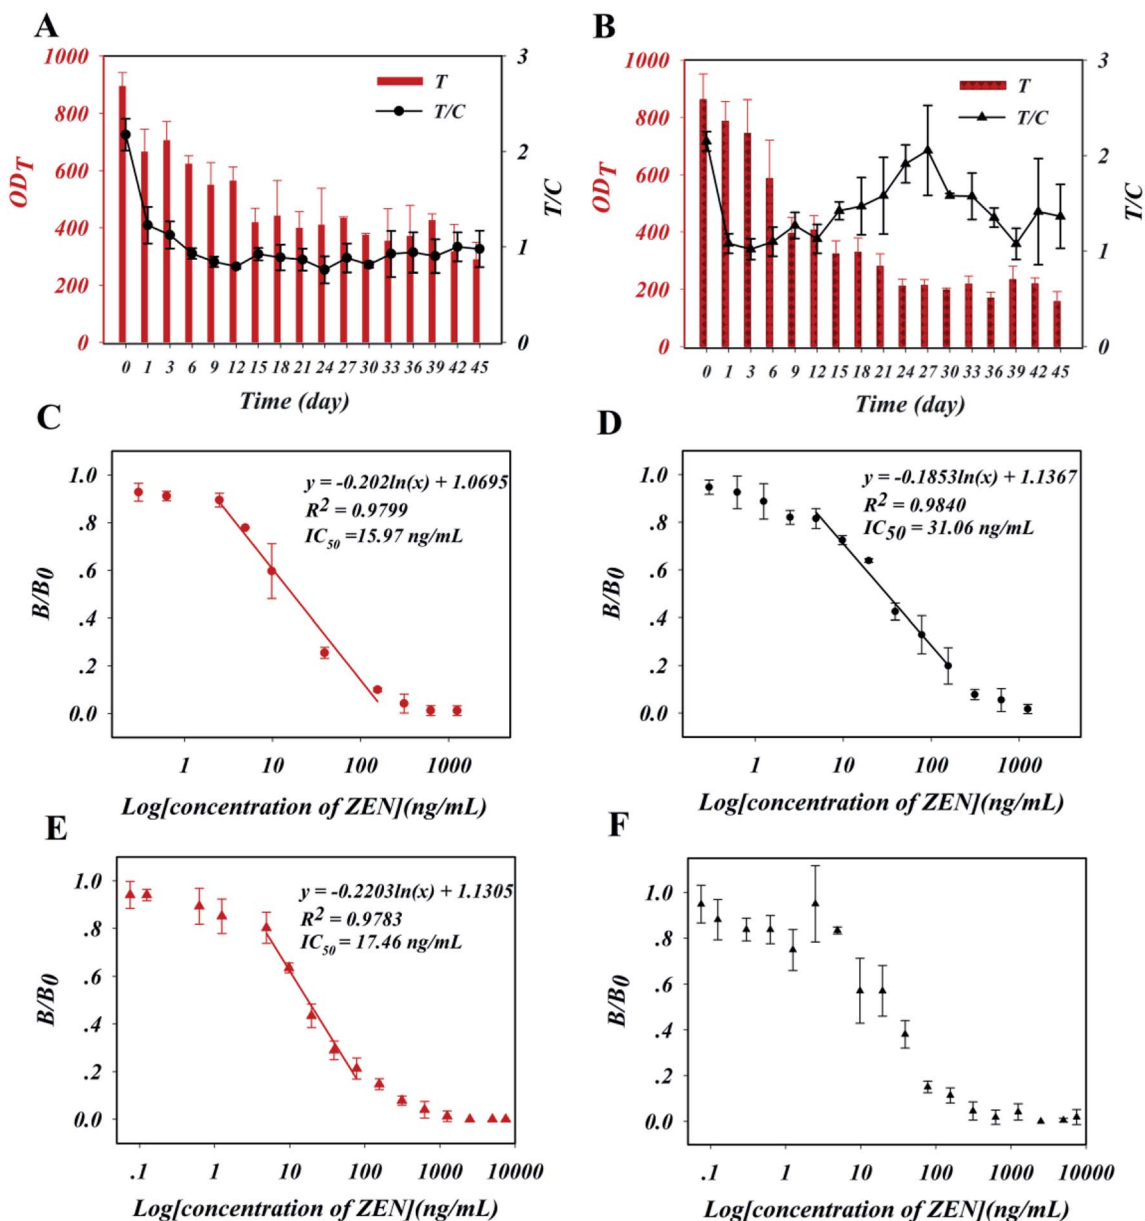 A
B
1000
800
600
400
200
0
OD_T
3
2
1
0
T/C
T
T/C
0 1 3 6 9 12 15 18 21 24 27 30 33 36 39 42 45
Time (day)
1000
800
600
400
200
0
OD_T
3
2
1
0
T/C
T
T/C
0 1 3 6 9 12 15 18 21 24 27 30 33 36 39 42 45
Time (day)
C
1.0
.8
.6
.4
.2
0.0
B/B0
y = -0.202ln(x) + 1.0695
R² = 0.9799
IC₅₀ =15.97 ng/mL
1 10 100 1000
Log[concentration of ZEN](ng/mL)
D
1.0
.8
.6
.4
.2
0.0
B/B0
y = -0.1853ln(x) + 1.1367
R² = 0.9840
IC₅₀ = 31.06 ng/mL
1 10 100 1000
Log[concentration of ZEN](ng/mL)
E
1.0
.8
.6
.4
.2
0.0
B/B0
y = -0.2203ln(x) + 1.1305
R² = 0.9783
IC₅₀ = 17.46 ng/mL
.1 1 10 100 1000 10000
Log[concentration of ZEN](ng/mL)
F
1.0
.8
.6
.4
.2
0.0
B/B0
.1 1 10 100 1000 10000
Log[concentration of ZEN](ng/mL)